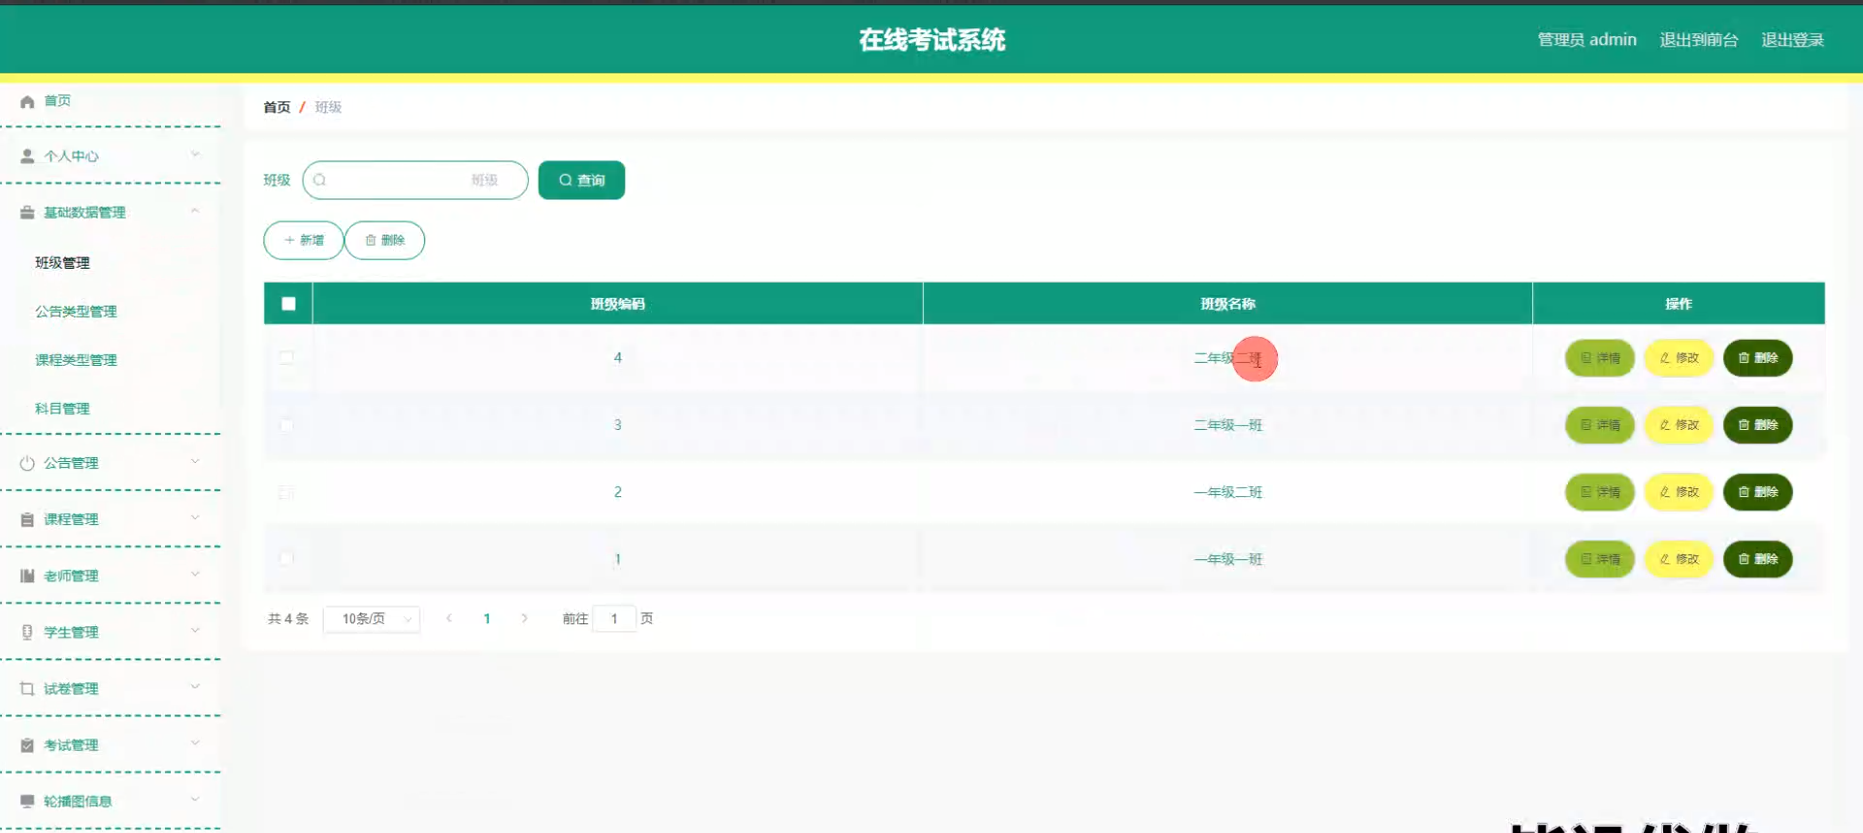 在线考试系统
管理员 admin 退出到前台 退出登录
首页
个人中心
基础数据管理
班级管理
公告类型管理
课程类型管理
科目管理
公告管理
课程管理
老师管理
学生管理
试卷管理
考试管理
轮播图信息
首页 / 班级
班级 班级 查询
新增 删除
班级编码 班级名称 操作
4 二年级二班 详情 修改 删除
3 二年级一班 详情 修改 删除
2 一年级二班 详情 修改 删除
1 一年级一班 详情 修改 删除
共 4 条 10条/页 1 前往 1 页